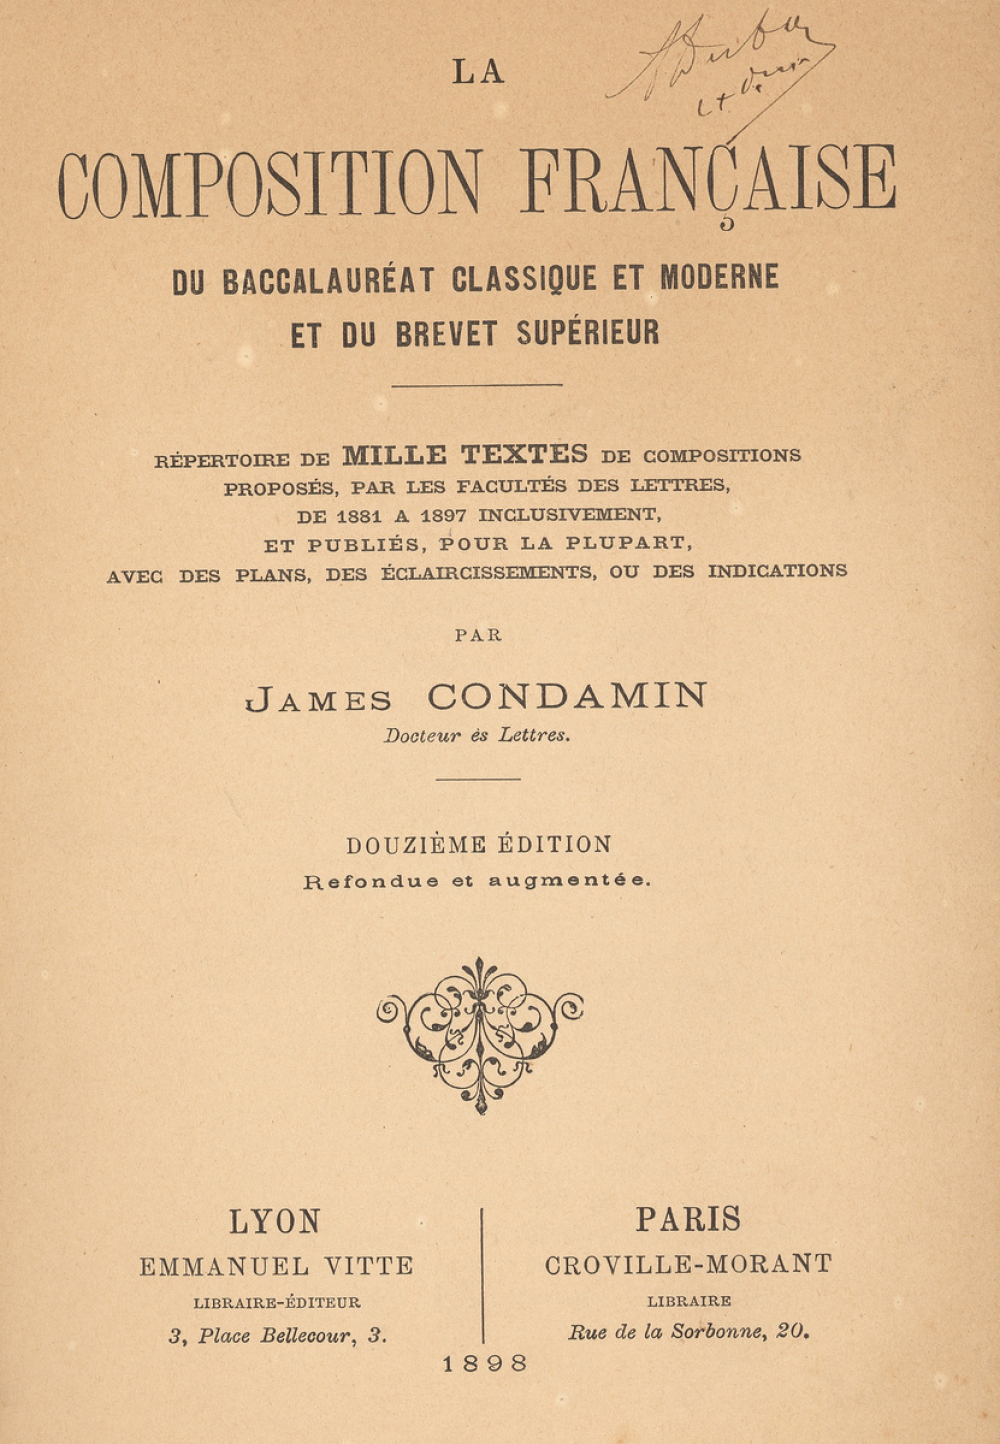 LA
COMPOSITION FRANÇAISE
DU BACCALAURÉAT CLASSIQUE ET MODERNE
ET DU BREVET SUPÉRIEUR
RÉPERTOIRE DE MILLE TEXTES DE COMPOSITIONS
PROPOSÉS, PAR LES FACULTÉS DES LETTRES,
DE 1881 A 1897 INCLUSIVEMENT,
ET PUBLIÉS, POUR LA PLUPART,
AVEC DES PLANS, DES ÉCLAIRCISSEMENTS, OU DES INDICATIONS
PAR
JAMES CONDAMIN
Docteur ès Lettres.
DOUZIÈME ÉDITION
Refondue et augmentée.
LYON
EMMANUEL VITTE
LIBRAIRE-ÉDITEUR
3, Place Bellecour, 3.
PARIS
CROVILLE-MORANT
LIBRAIRE
Rue de la Sorbonne, 20.
1898